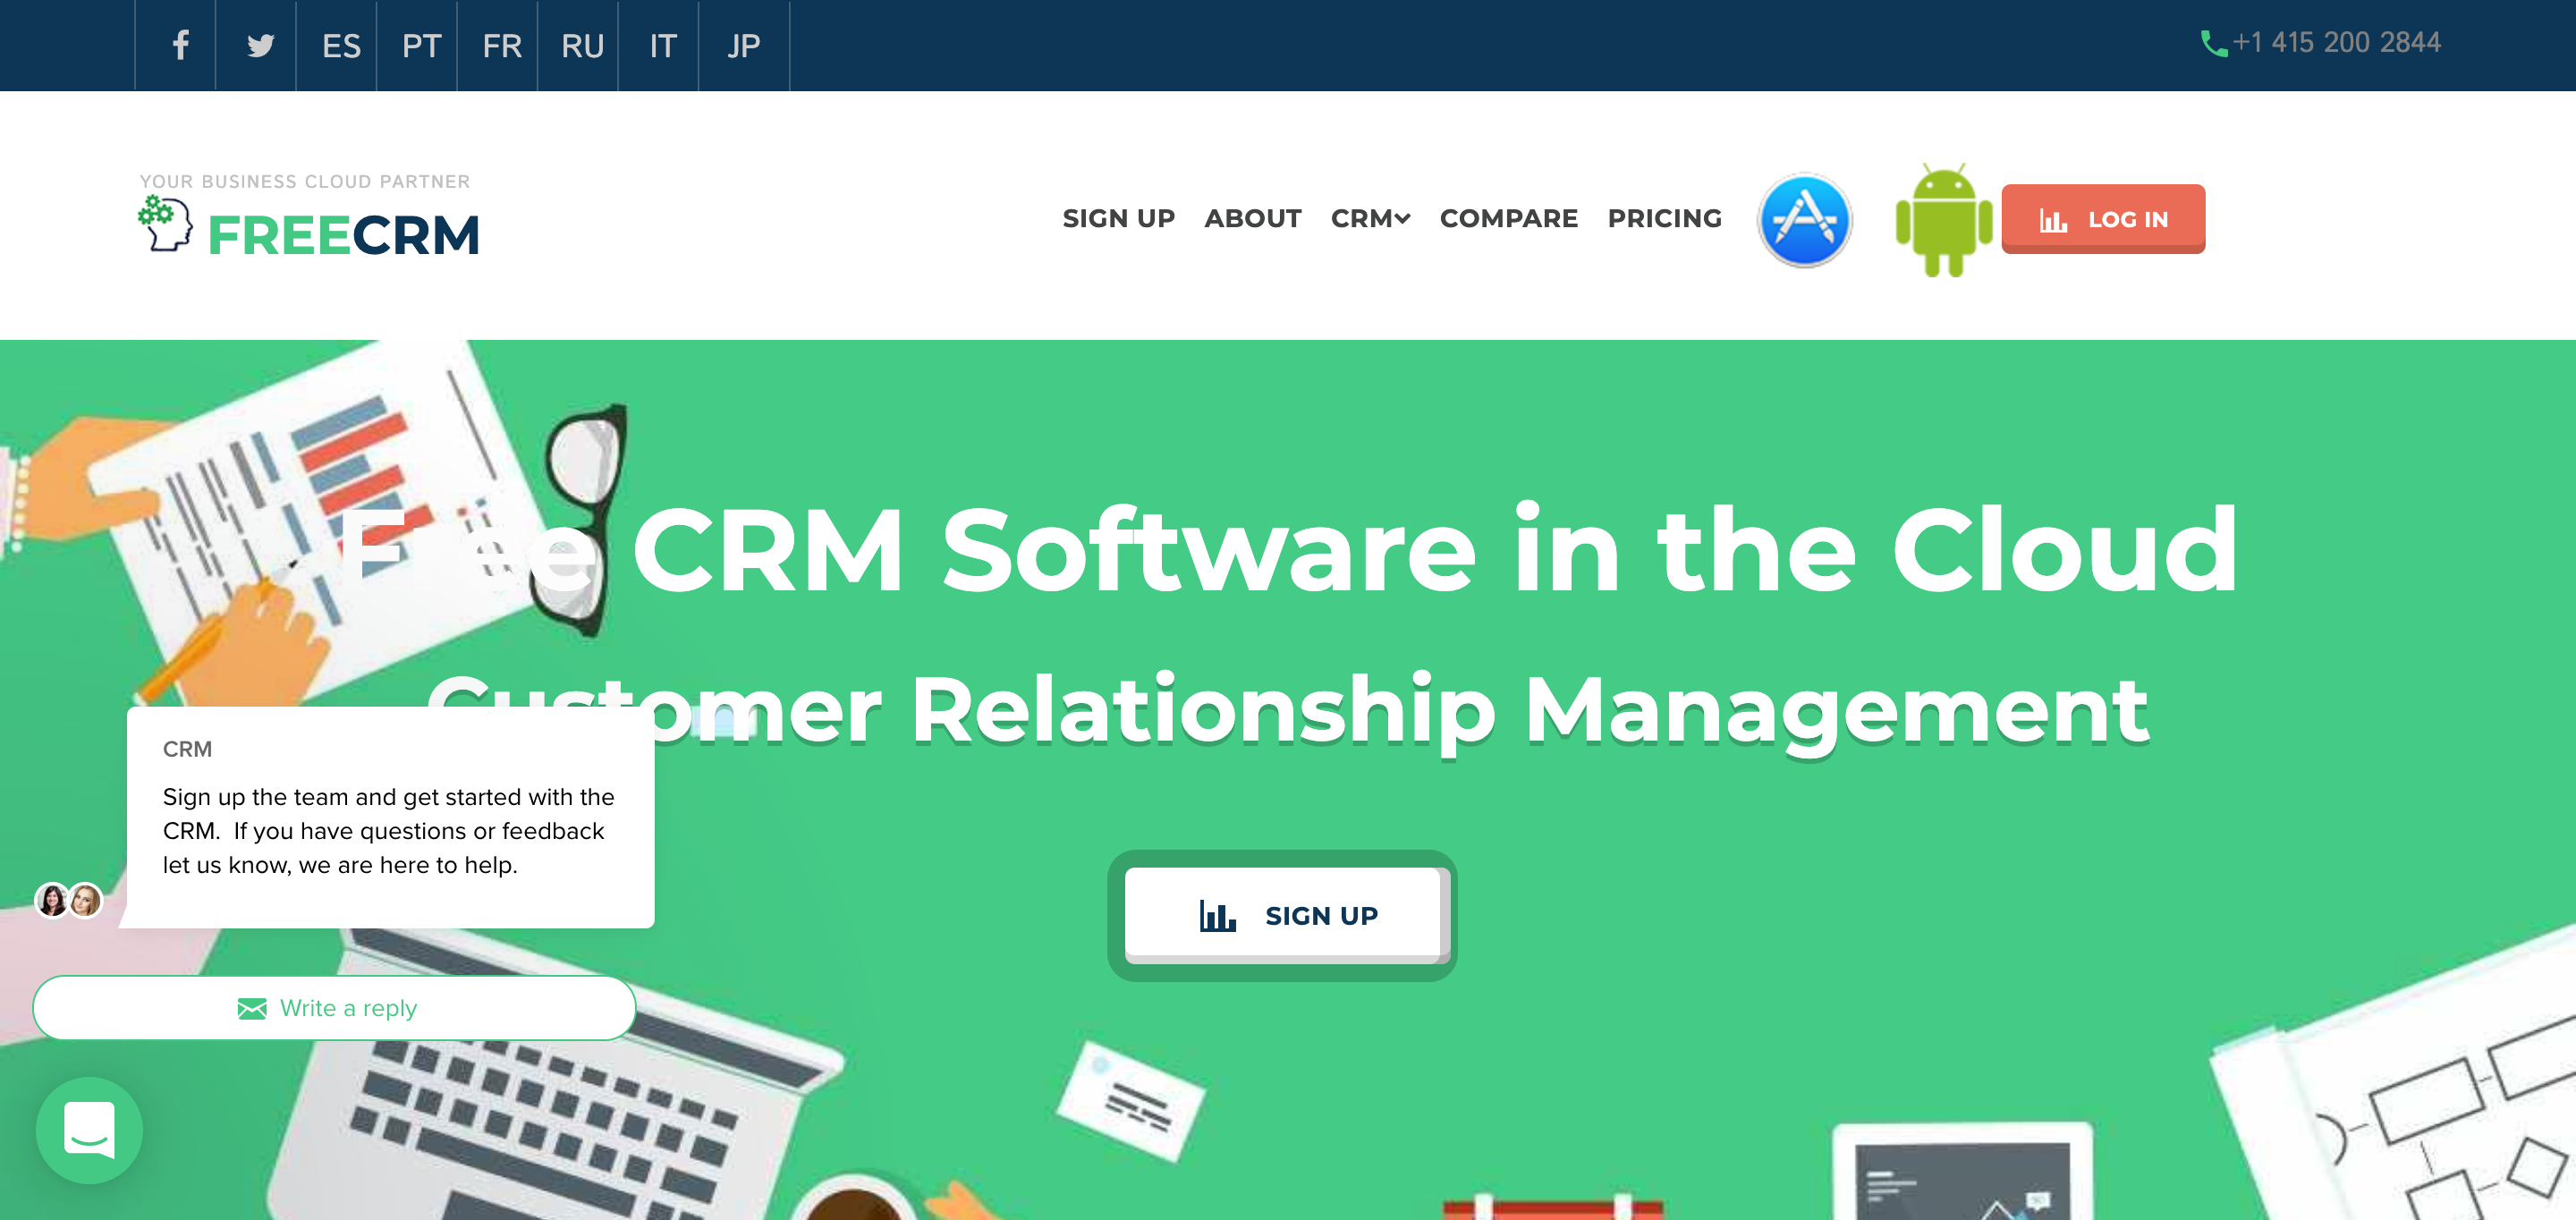 ES PT FR RU IT JP +1 415 200 2844
YOUR BUSINESS CLOUD PARTNER
FREECRM
SIGN UP ABOUT CRM COMPARE PRICING LOG IN
Free CRM Software in the Cloud
Customer Relationship Management
CRM
Sign up the team and get started with the
CRM. If you have questions or feedback
let us know, we are here to help.
SIGN UP
Write a reply